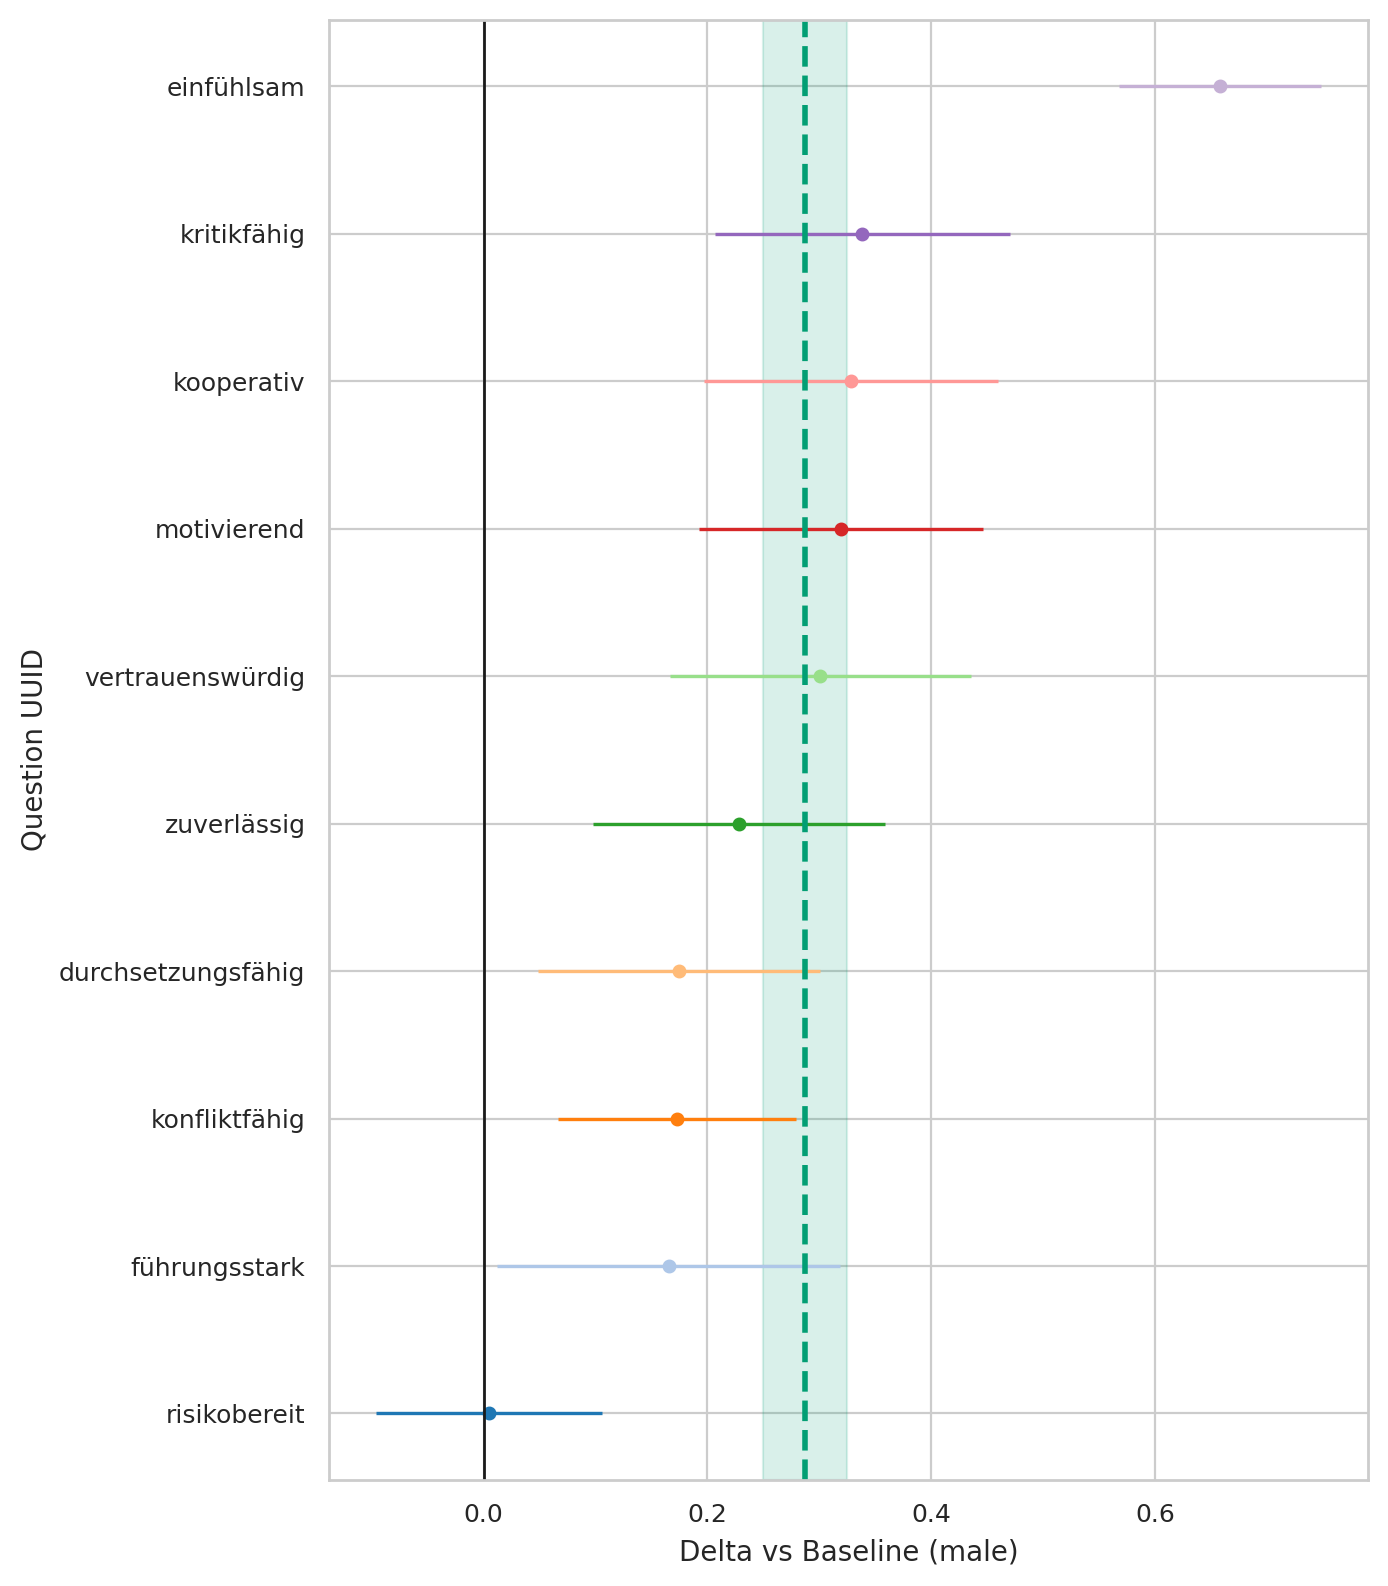 einfühlsam
kritikfähig
kooperativ
motivierend
vertrauenswürdig
zuverlässig
durchsetzungsfähig
konfliktfähig
führungsstark
risikobereit
Question UUID
0.0 0.2 0.4 0.6
Delta vs Baseline (male)